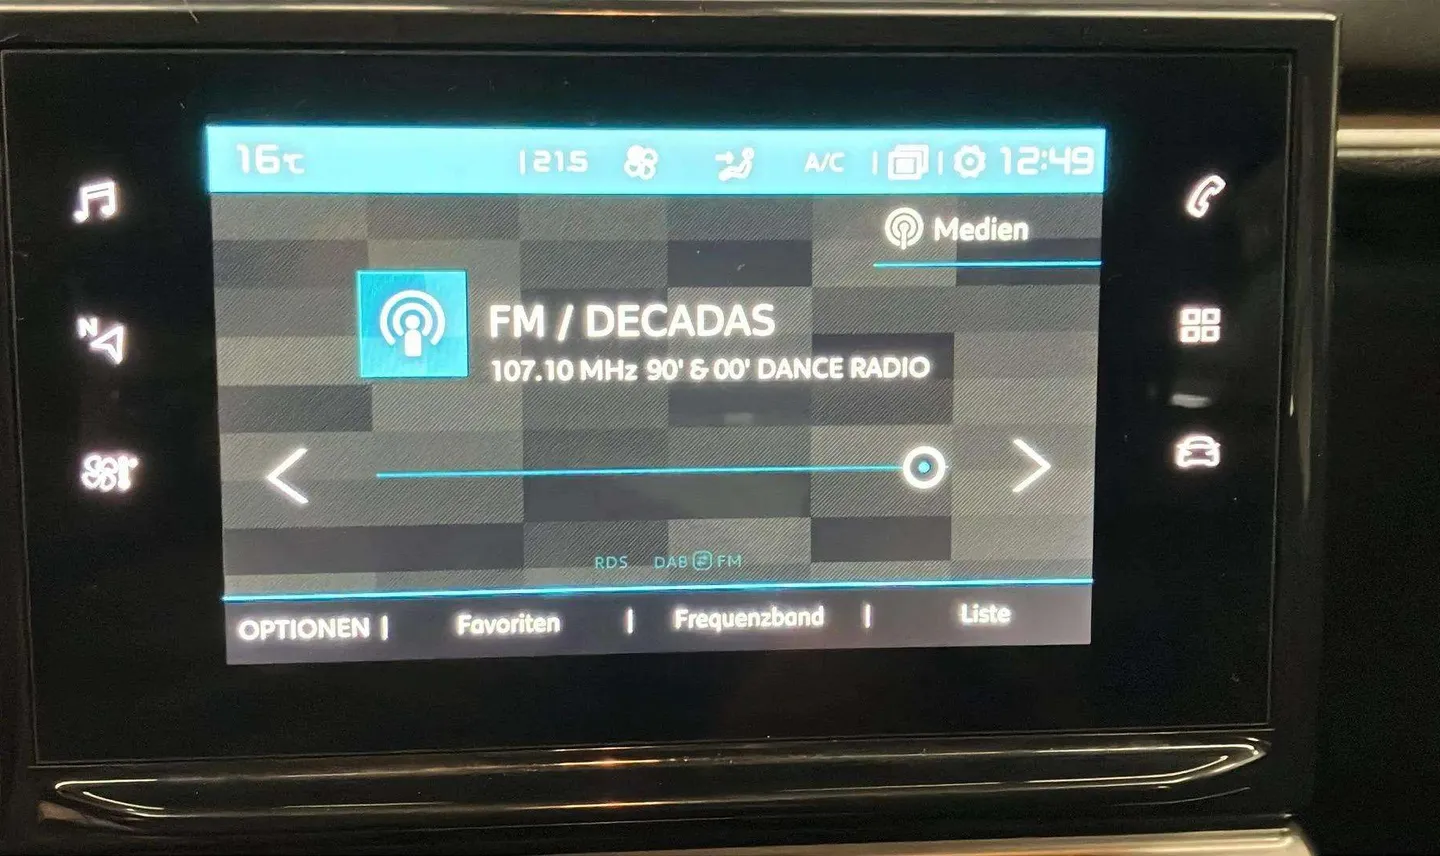 16°C 21.5 A/C 12:49
Medien
FM / DECADAS
107.10 MHz 90' & 00' DANCE RADIO
N
RDS DAB FM
OPTIONEN Favoriten Frequenzband Liste